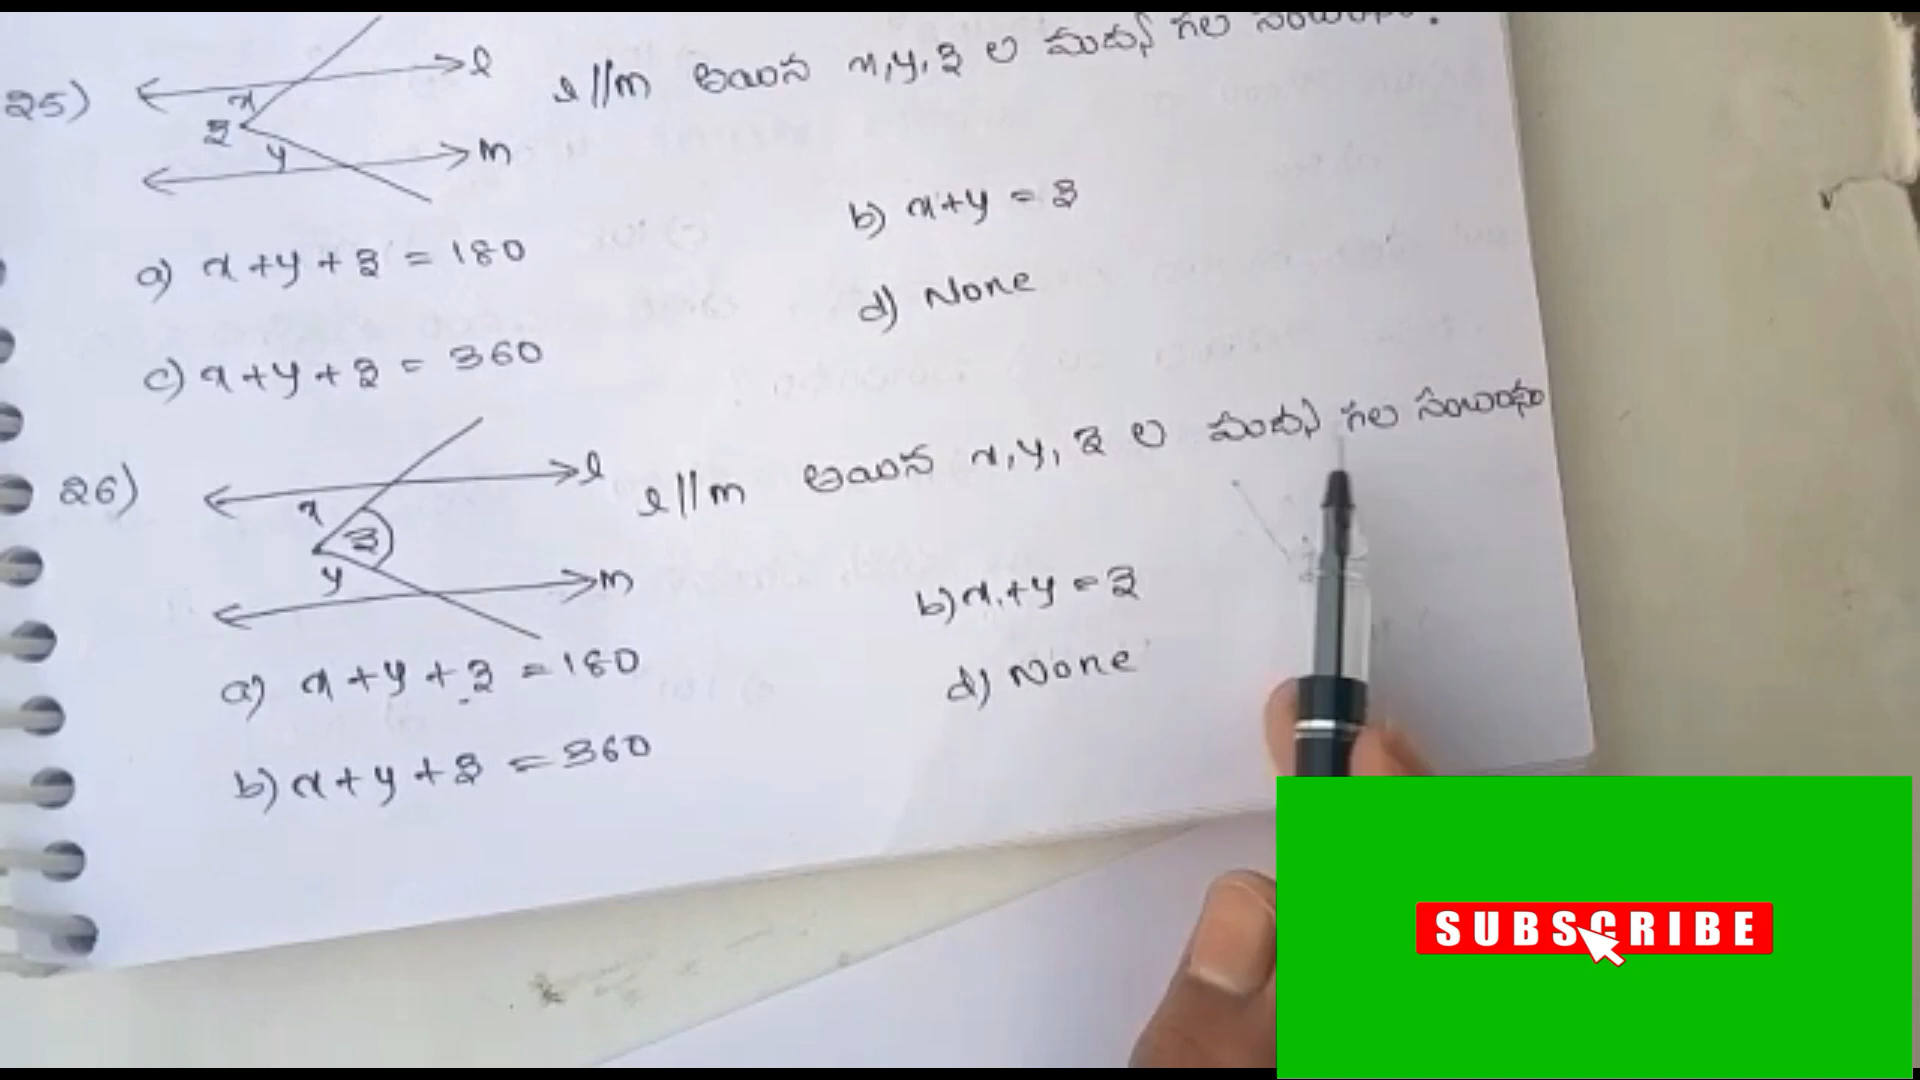 25) l//m అయిన x,y,z ల మధ్య గల
l
x
z
y
m
a) x+y+z=180 b) x+y=z
c) x+y+z=360 d) None
26) l//m అయిన x,y,z ల మధ్య గల సంబంధం
l
x
z
y
m
a) x+y+z=180 b) x+y=z
b) x+y+z=360 d) None
SUBSCRIBE